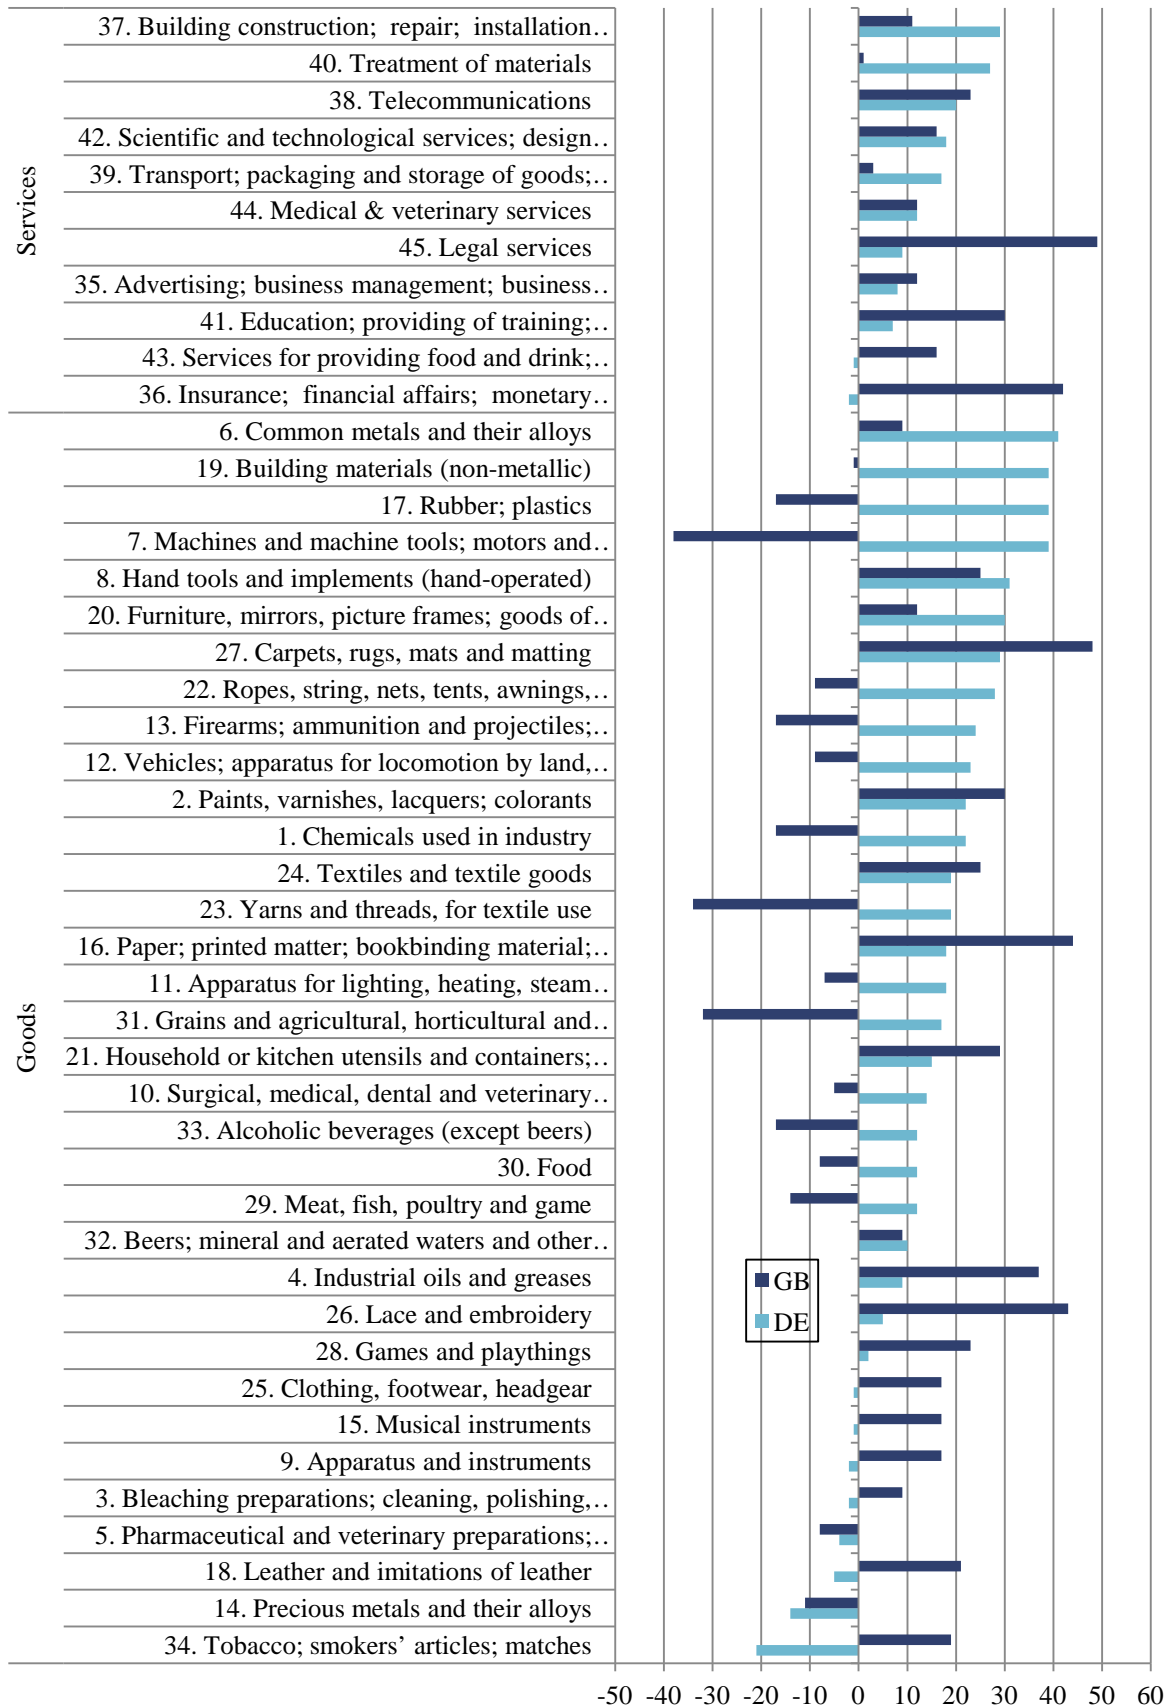 Services
37. Building construction; repair; installation..
40. Treatment of materials
38. Telecommunications
42. Scientific and technological services; design..
39. Transport; packaging and storage of goods;..
44. Medical & veterinary services
45. Legal services
35. Advertising; business management; business..
41. Education; providing of training;..
43. Services for providing food and drink;..
36. Insurance; financial affairs; monetary..
Goods
6. Common metals and their alloys
19. Building materials (non-metallic)
17. Rubber; plastics
7. Machines and machine tools; motors and..
8. Hand tools and implements (hand-operated)
20. Furniture, mirrors, picture frames; goods of..
27. Carpets, rugs, mats and matting
22. Ropes, string, nets, tents, awnings,..
13. Firearms; ammunition and projectiles;..
12. Vehicles; apparatus for locomotion by land,..
2. Paints, varnishes, lacquers; colorants
1. Chemicals used in industry
24. Textiles and textile goods
23. Yarns and threads, for textile use
16. Paper; printed matter; bookbinding material;..
11. Apparatus for lighting, heating, steam..
31. Grains and agricultural, horticultural and..
21. Household or kitchen utensils and containers;..
10. Surgical, medical, dental and veterinary..
33. Alcoholic beverages (except beers)
30. Food
29. Meat, fish, poultry and game
32. Beers; mineral and aerated waters and other..
4. Industrial oils and greases
26. Lace and embroidery
28. Games and playthings
25. Clothing, footwear, headgear
15. Musical instruments
9. Apparatus and instruments
3. Bleaching preparations; cleaning, polishing,..
5. Pharmaceutical and veterinary preparations;..
18. Leather and imitations of leather
14. Precious metals and their alloys
34. Tobacco; smokers’ articles; matches
GB
DE
-50 -40 -30 -20 -10 0 10 20 30 40 50 60